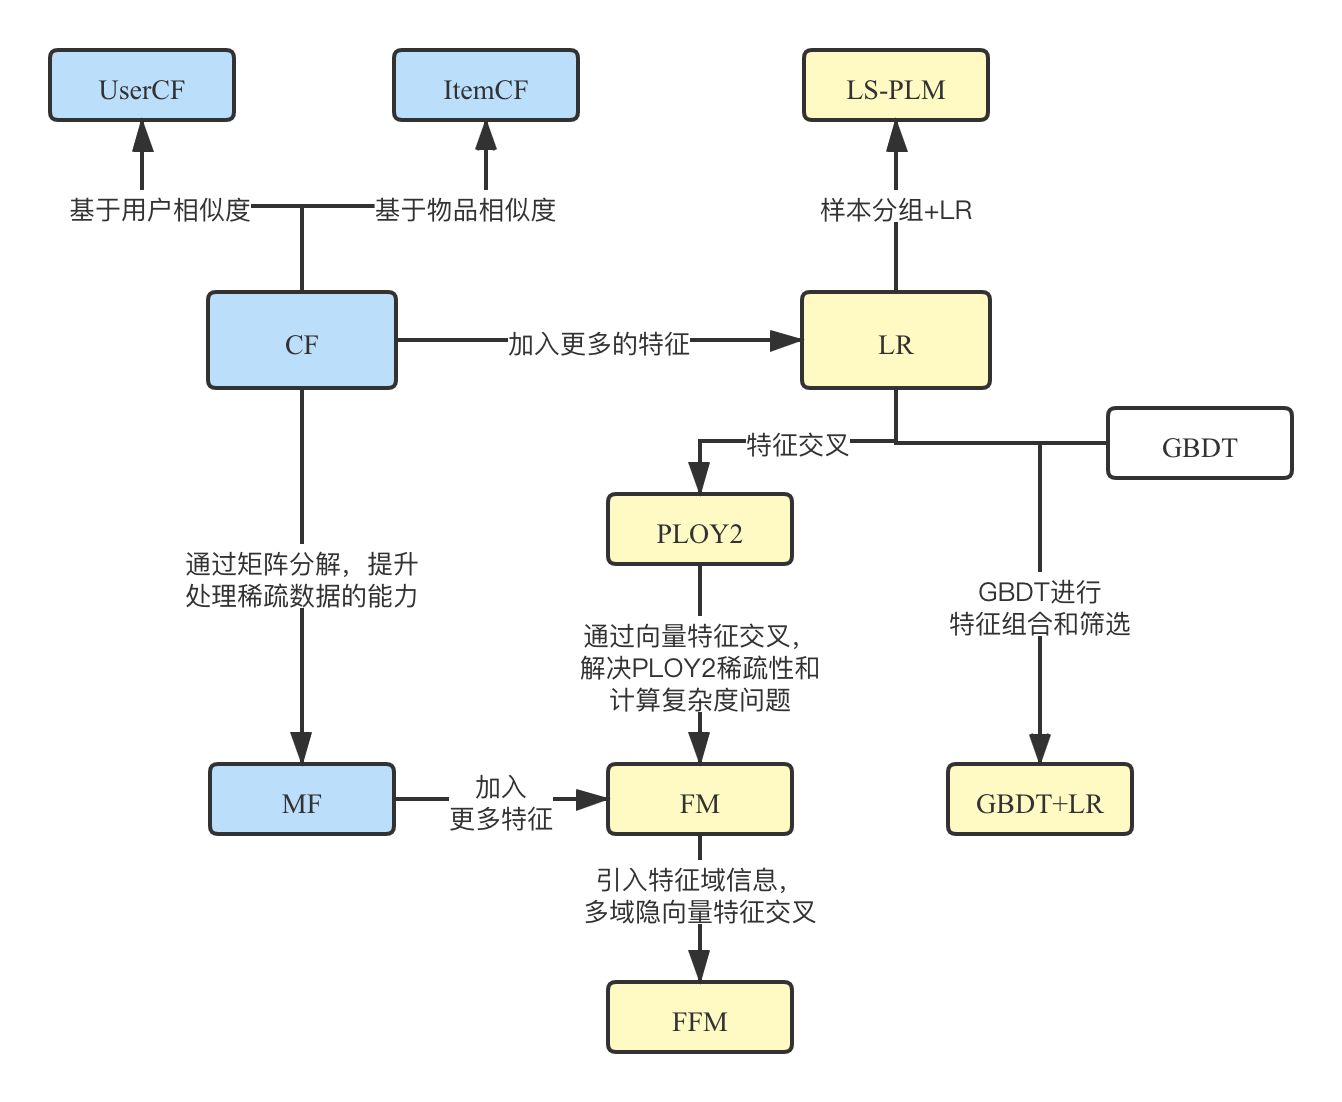 UserCF
ItemCF
LS-PLM
基于用户相似度
基于物品相似度
样本分组+LR
CF
加入更多的特征
LR
特征交叉
GBDT
PLOY2
通过矩阵分解，提升
处理稀疏数据的能力
GBDT进行
特征组合和筛选
通过向量特征交叉，
解决PLOY2稀疏性和
计算复杂度问题
MF
加入
更多特征
FM
GBDT+LR
引入特征域信息，
多域隐向量特征交叉
FFM